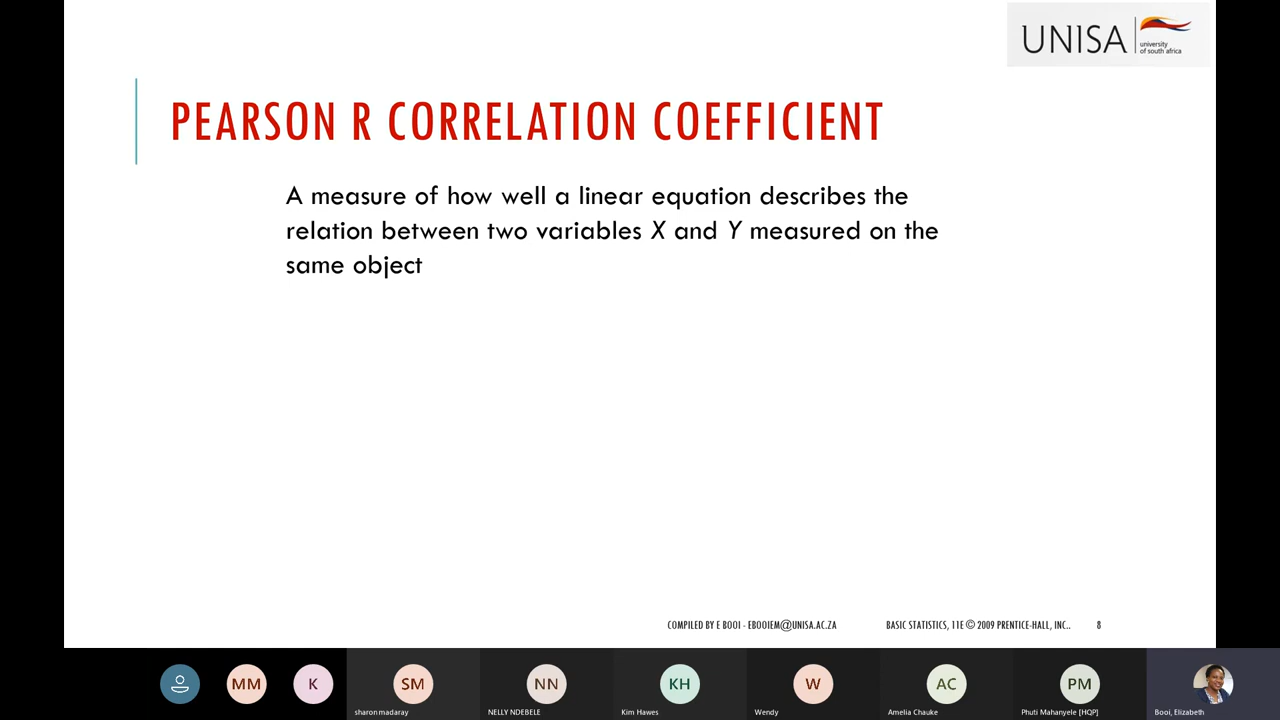 UNISA
university
of south africa
PEARSON R CORRELATION COEFFICIENT
A measure of how well a linear equation describes the
relation between two variables X and Y measured on the
same object
COMPILED BY E BOOI - EBOOIEM@UNISA.AC.ZA
BASIC STATISTICS, 11E © 2009 PRENTICE-HALL, INC..
8
MM
K
SM
NN
KH
W
AC
PM
sharon madaray
NELLY NDEBELE
Kim Hawes
Wendy
Amelia Chauke
Phuti Mahanyele [HQP]
Booi, Elizabeth